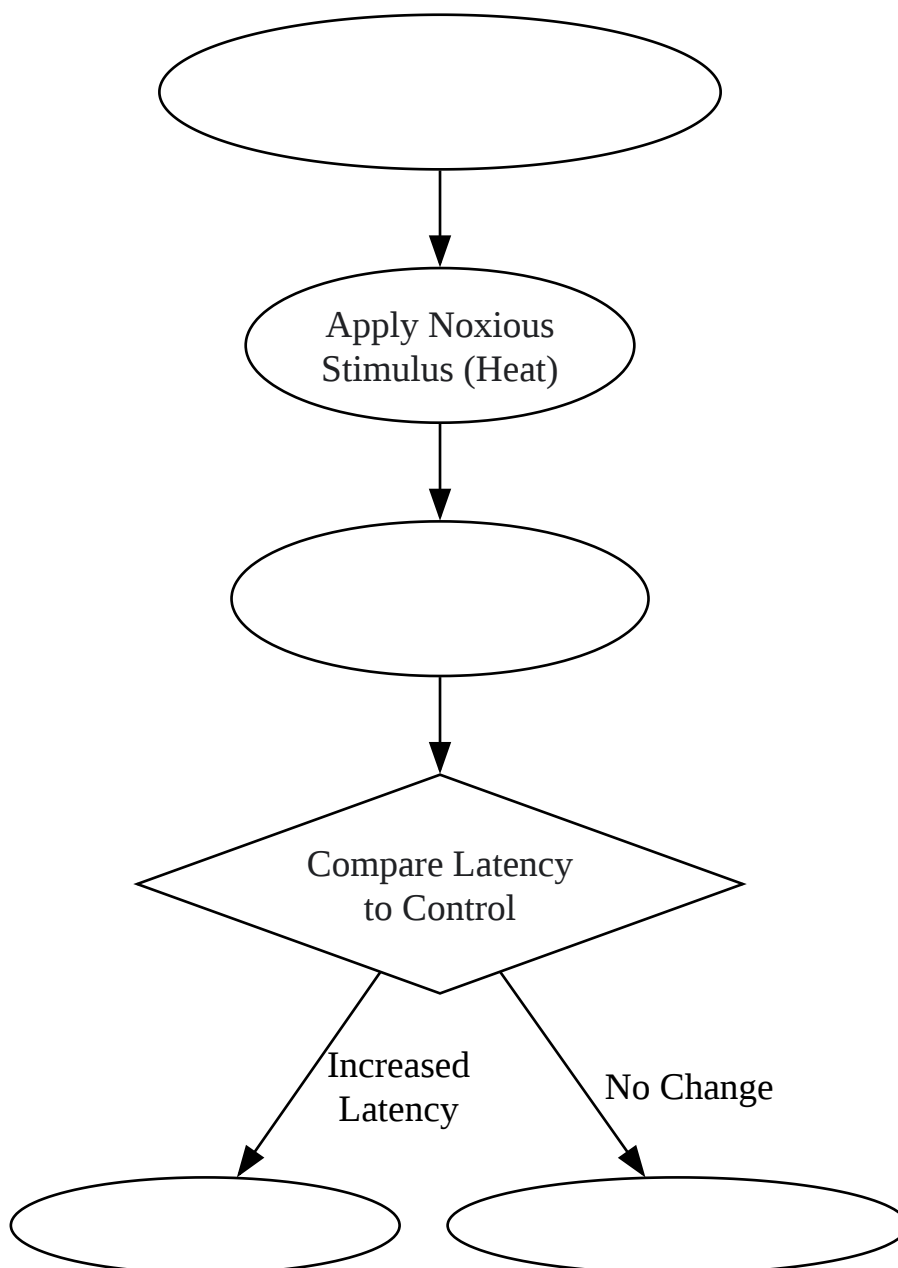 Apply Noxious
Stimulus (Heat)
Compare Latency
to Control
Increased
Latency
No Change